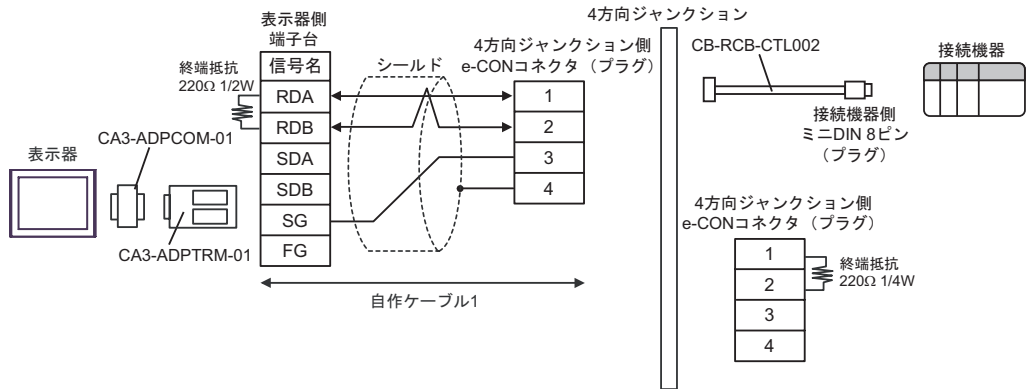 表示器
CA3-ADPCOM-01
CA3-ADPTRM-01
表示器側
端子台
終端抵抗
220Ω 1/2W
信号名
RDA
RDB
SDA
SDB
SG
FG
シールド
自作ケーブル1
4方向ジャンクション側
e-CONコネクタ（プラグ）
1
2
3
4
4方向ジャンクション
CB-RCB-CTL002
接続機器側
ミニDIN 8ピン
（プラグ）
接続機器
4方向ジャンクション側
e-CONコネクタ（プラグ）
1
2
3
4
終端抵抗
220Ω 1/4W